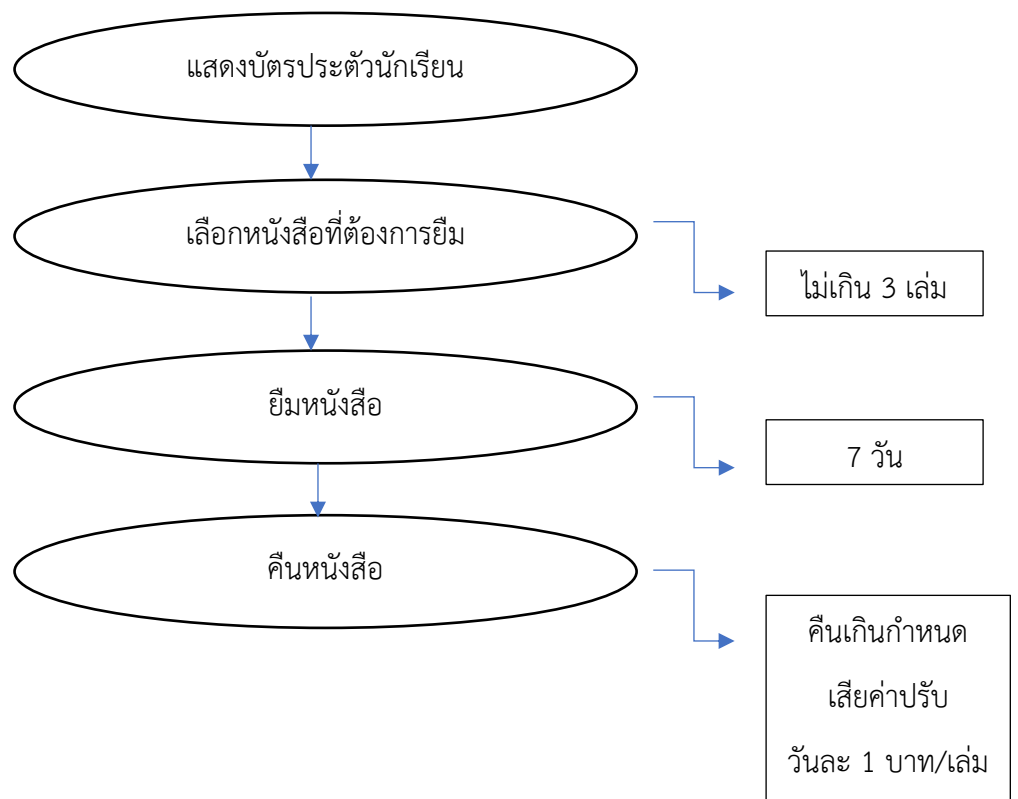 แสดงบัตรประตัวนักเรียน
เลือกหนังสือที่ต้องการยืม
ไม่เกิน 3 เล่ม
ยืมหนังสือ
7 วัน
คืนหนังสือ
คืนเกินกำหนด
เสียค่าปรับ
วันละ 1 บาท/เล่ม